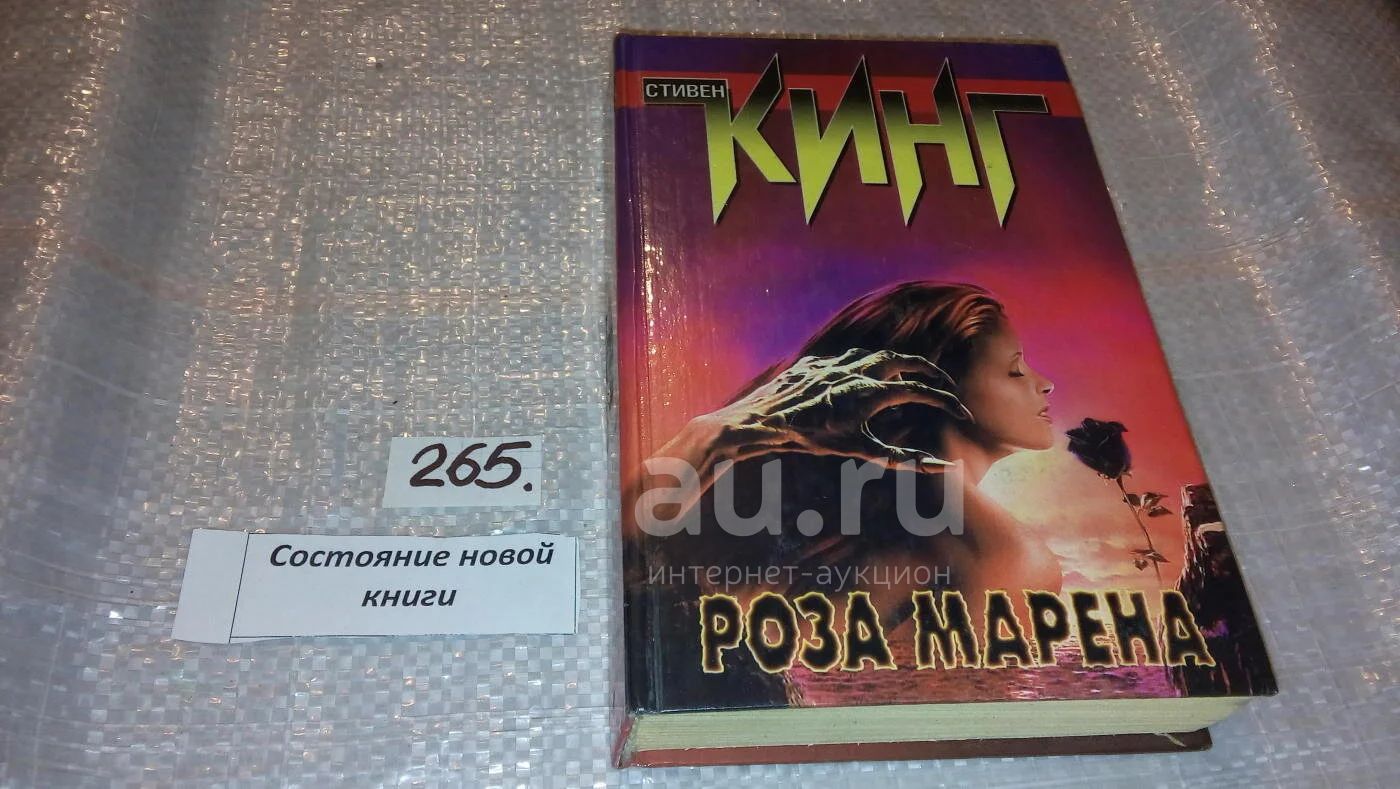 СТИВЕН
КИНГ
265.
Состояние новой
книги
au.ru
интернет-аукцион
РОЗА МАРЕНА